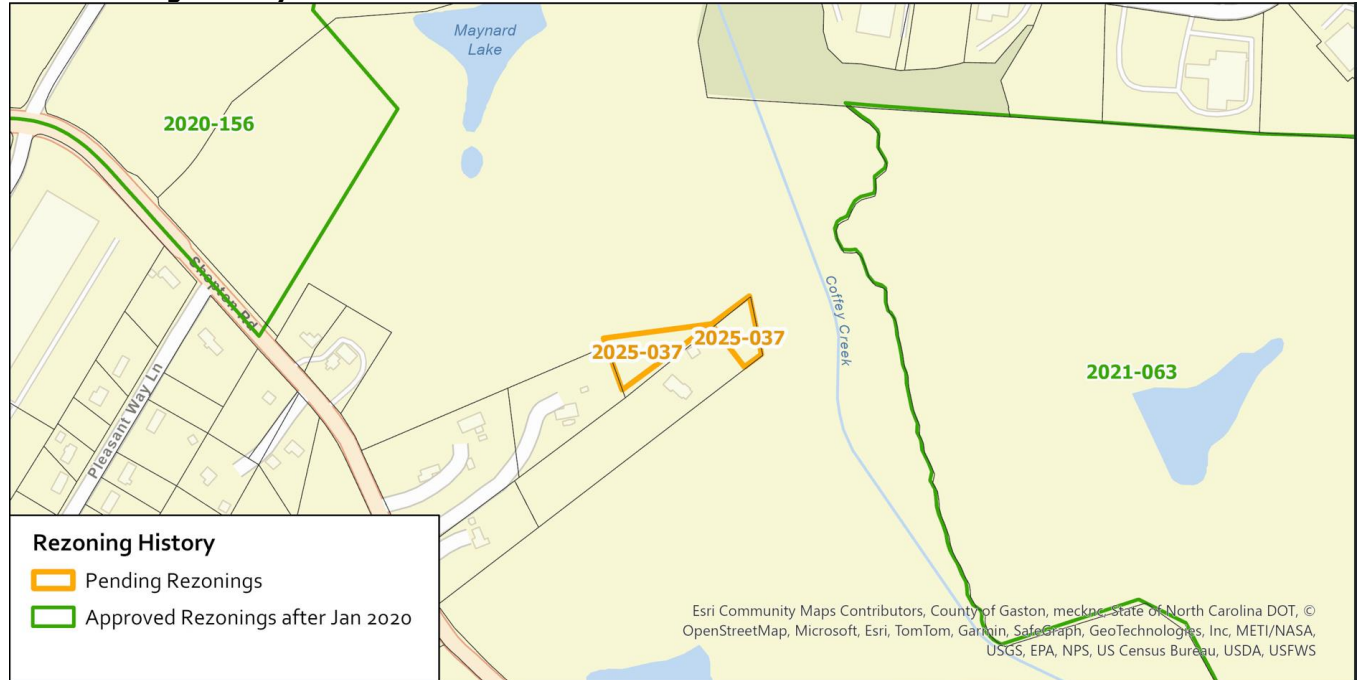 Maynard
Lake
2020-156
Shopton Rd
Pleasant Way Ln
2025-037
2025-037
Coffey Creek
2021-063
Rezoning History
Pending Rezonings
Approved Rezonings after Jan 2020
Esri Community Maps Contributors, County of Gaston, mecknc, State of North Carolina DOT, ©
OpenStreetMap, Microsoft, Esri, TomTom, Garmin, SafeGraph, GeoTechnologies, Inc, METI/NASA,
USGS, EPA, NPS, US Census Bureau, USDA, USFWS